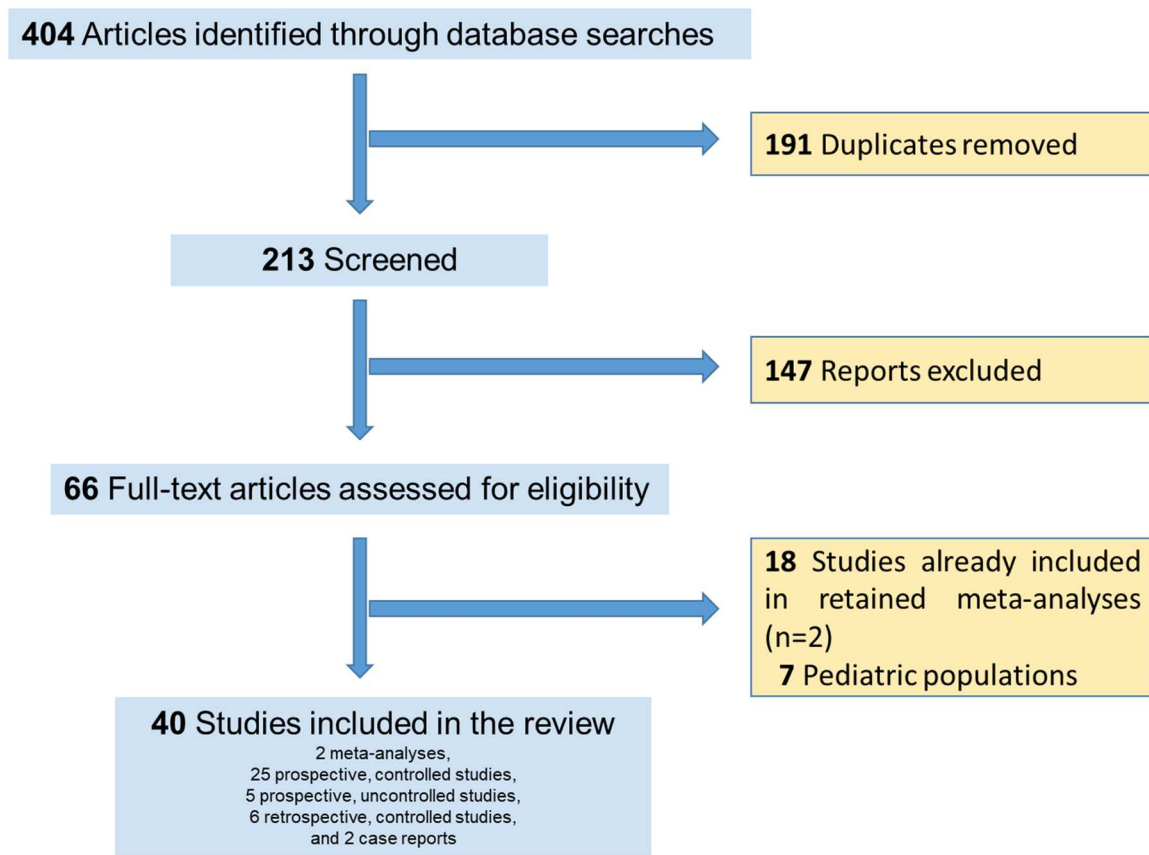 404 Articles identified through database searches
191 Duplicates removed
213 Screened
147 Reports excluded
66 Full-text articles assessed for eligibility
18 Studies already included
in retained meta-analyses
(n=2)
7 Pediatric populations
40 Studies included in the review
2 meta-analyses,
25 prospective, controlled studies,
5 prospective, uncontrolled studies,
6 retrospective, controlled studies,
and 2 case reports